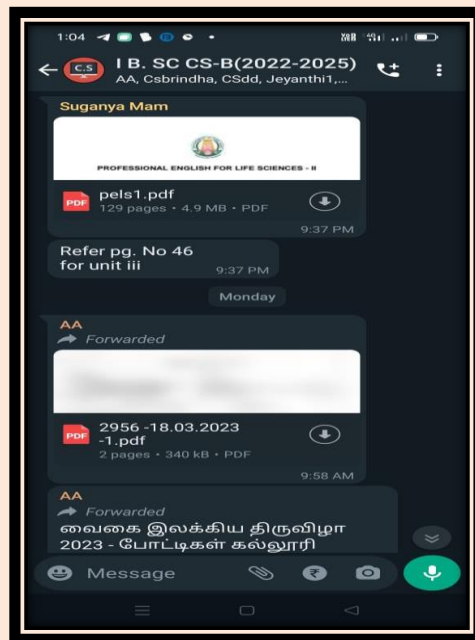 1:04
I B. SC CS-B(2022-2025)
AA, Csbrindha, CSdd, Jeyanthi1,...
Suganya Mam
PROFESSIONAL ENGLISH FOR LIFE SCIENCES - II
PDF
pels1.pdf
129 pages • 4.9 MB • PDF
9:37 PM
Refer pg. No 46
for unit iii
9:37 PM
Monday
AA
Forwarded
PDF
2956 -18.03.2023
-1.pdf
2 pages • 340 kB • PDF
9:58 AM
AA
Forwarded
வைகை இலக்கிய திருவிழா
2023 - போட்டிகள் கல்லூரி
Message